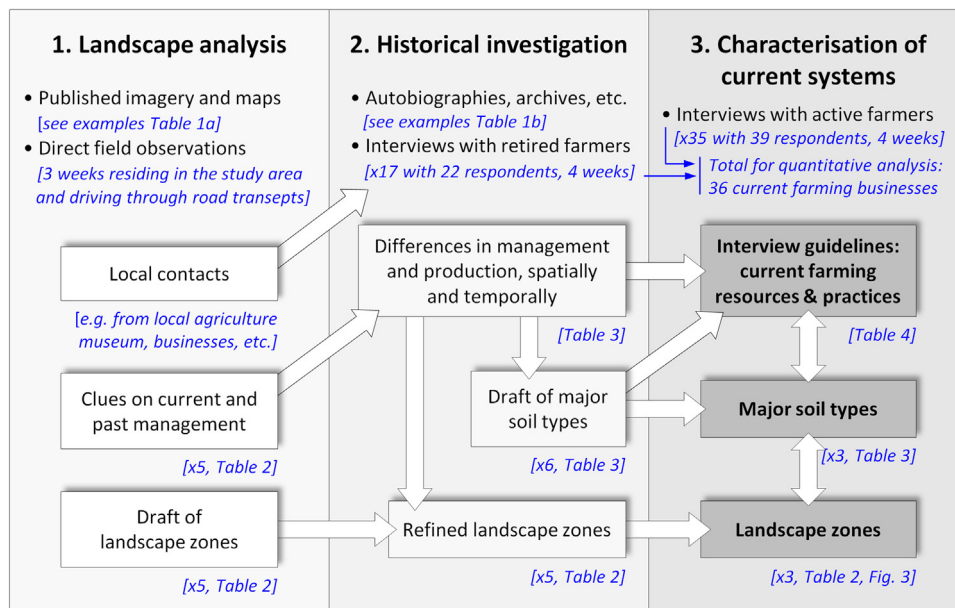 1. Landscape analysis
• Published imagery and maps
[see examples Table 1a]
• Direct field observations
[3 weeks residing in the study area
and driving through road transepts]
Local contacts
[e.g. from local agriculture
museum, businesses, etc.]
Clues on current and
past management
[x5, Table 2]
Draft of
landscape zones
[x5, Table 2]
2. Historical investigation
• Autobiographies, archives, etc.
[see examples Table 1b]
• Interviews with retired farmers
[x17 with 22 respondents, 4 weeks]
Differences in management
and production, spatially
and temporally
[Table 3]
Draft of major
soil types
[x6, Table 3]
Refined landscape zones
[x5, Table 2]
3. Characterisation of
current systems
• Interviews with active farmers
[x35 with 39 respondents, 4 weeks]
Total for quantitative analysis:
36 current farming businesses
Interview guidelines:
current farming
resources & practices
[Table 4]
Major soil types
[x3, Table 3]
Landscape zones
[x3, Table 2, Fig. 3]